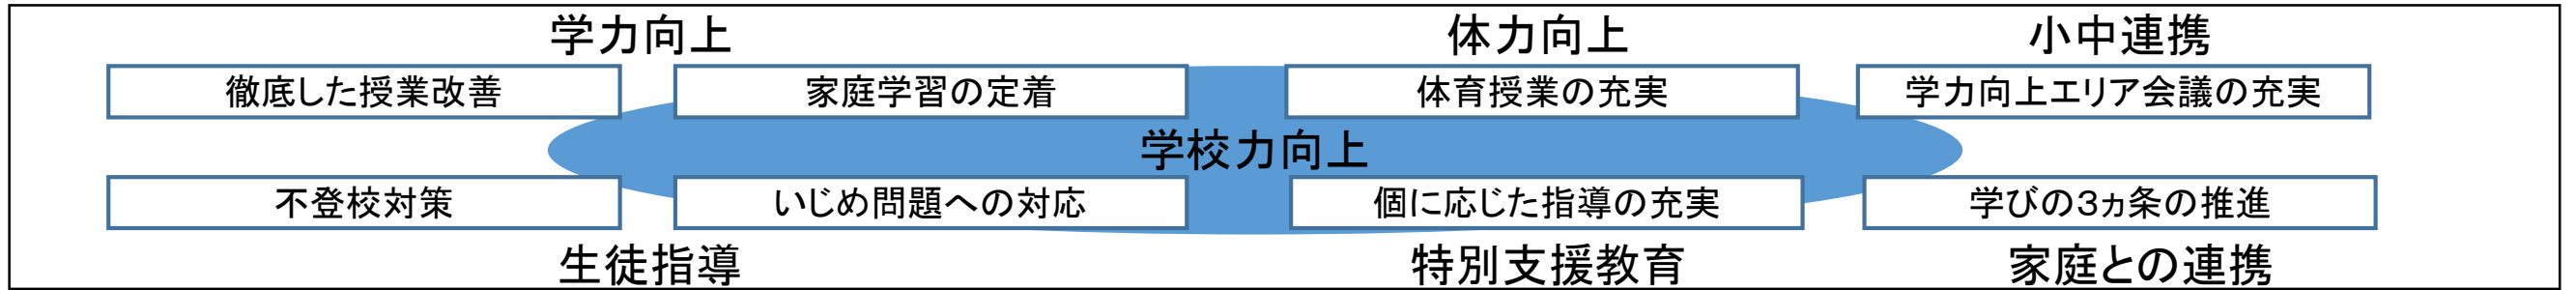 学力向上
体力向上
小中連携
徹底した授業改善
家庭学習の定着
体育授業の充実
学力向上エリア会議の充実
学校力向上
不登校対策
いじめ問題への対応
個に応じた指導の充実
学びの3ヵ条の推進
生徒指導
特別支援教育
家庭との連携